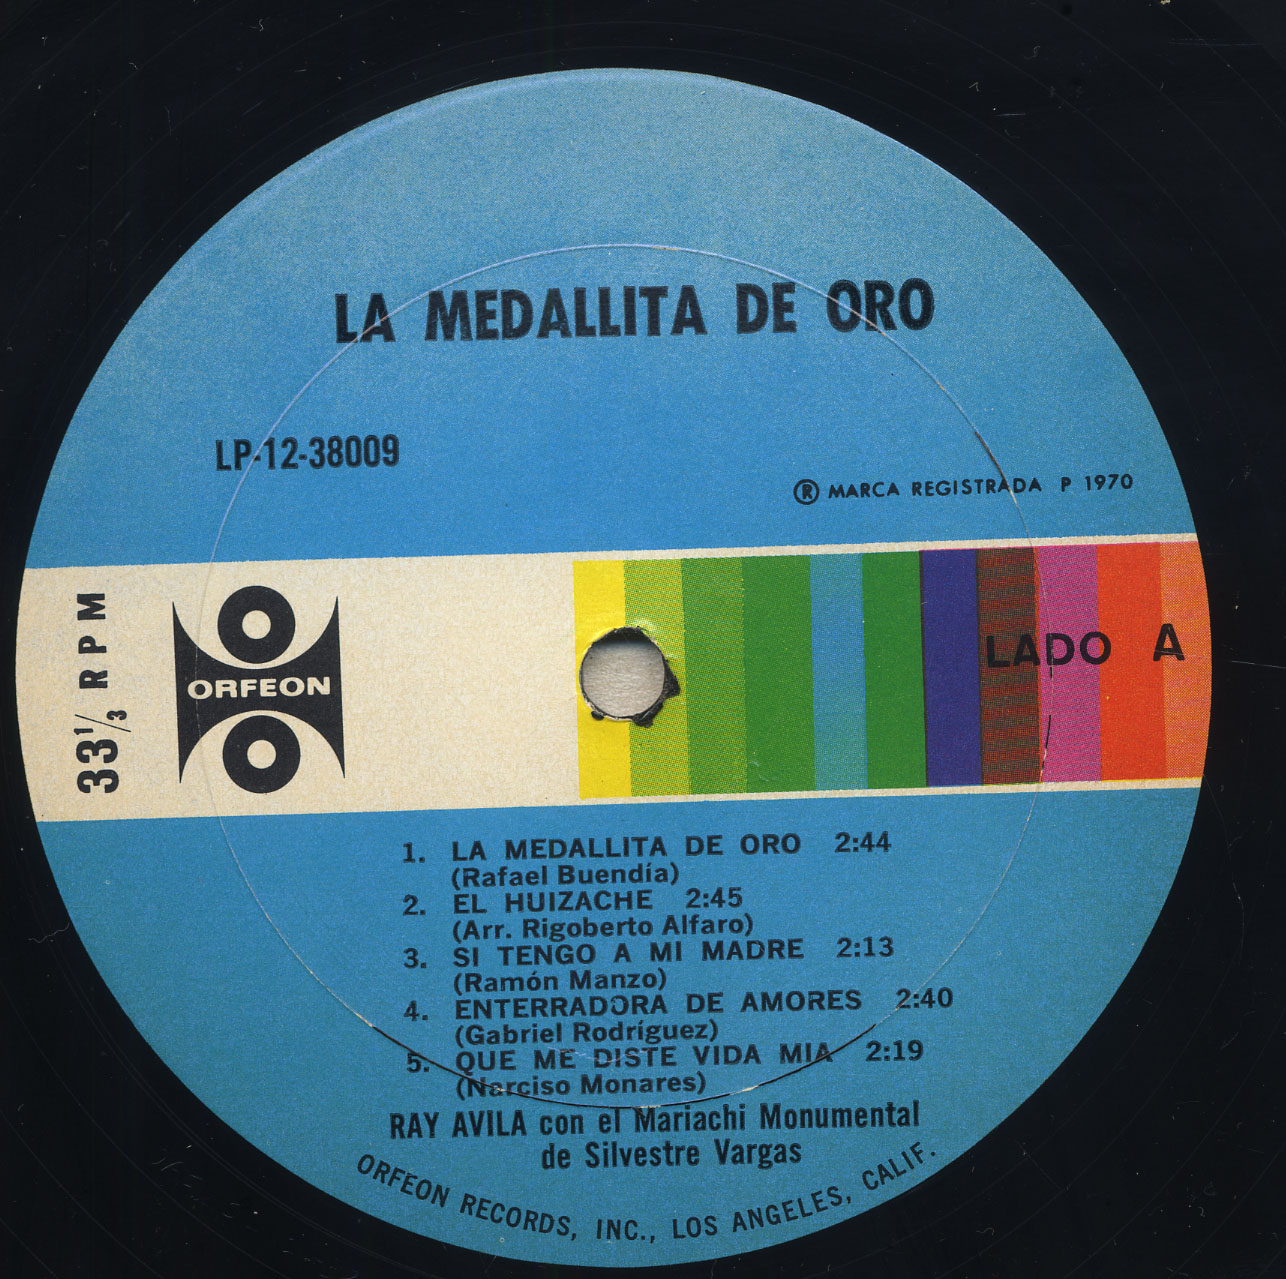 LA MEDALLITA DE ORO
LP-12-38009
® MARCA REGISTRADA P 1970
33 1/3 RPM
ORFEON
LADO A
1. LA MEDALLITA DE ORO 2:44
(Rafael Buendía)
2. EL HUIZACHE 2:45
(Arr. Rigoberto Alfaro)
3. SI TENGO A MI MADRE 2:13
(Ramón Manzo)
4. ENTERRADORA DE AMORES 2:40
(Gabriel Rodríguez)
5. QUE ME DISTE VIDA MIA 2:19
(Narciso Monares)
RAY AVILA con el Mariachi Monumental
de Silvestre Vargas
ORFEON RECORDS, INC., LOS ANGELES, CALIF.